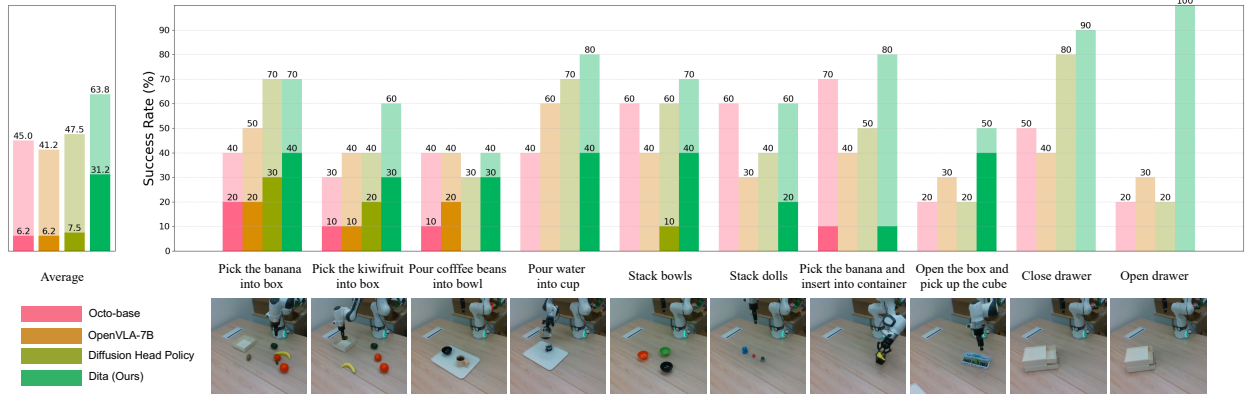 45.0
41.2
47.5
63.8
6.2
6.2
7.5
31.2
Average
Success Rate (%)
90
80
70
60
50
40
30
20
10
0
40 50 70 70
20 20 30 40
30 40 40 60
10 10 20 30
40 40 30 40
10 20 30
40 60 70 80
40
60 40 60 70
10 40
60 30 40 60
20
70 40 50 80
20 30 20 50
50 40 80 90
20 30 20 100
Pick the banana
into box
Pick the kiwifruit
into box
Pour cofffee beans
into bowl
Pour water
into cup
Stack bowls
Stack dolls
Pick the banana and
insert into container
Open the box and
pick up the cube
Close drawer
Open drawer
Octo-base
OpenVLA-7B
Diffusion Head Policy
Dita (Ours)